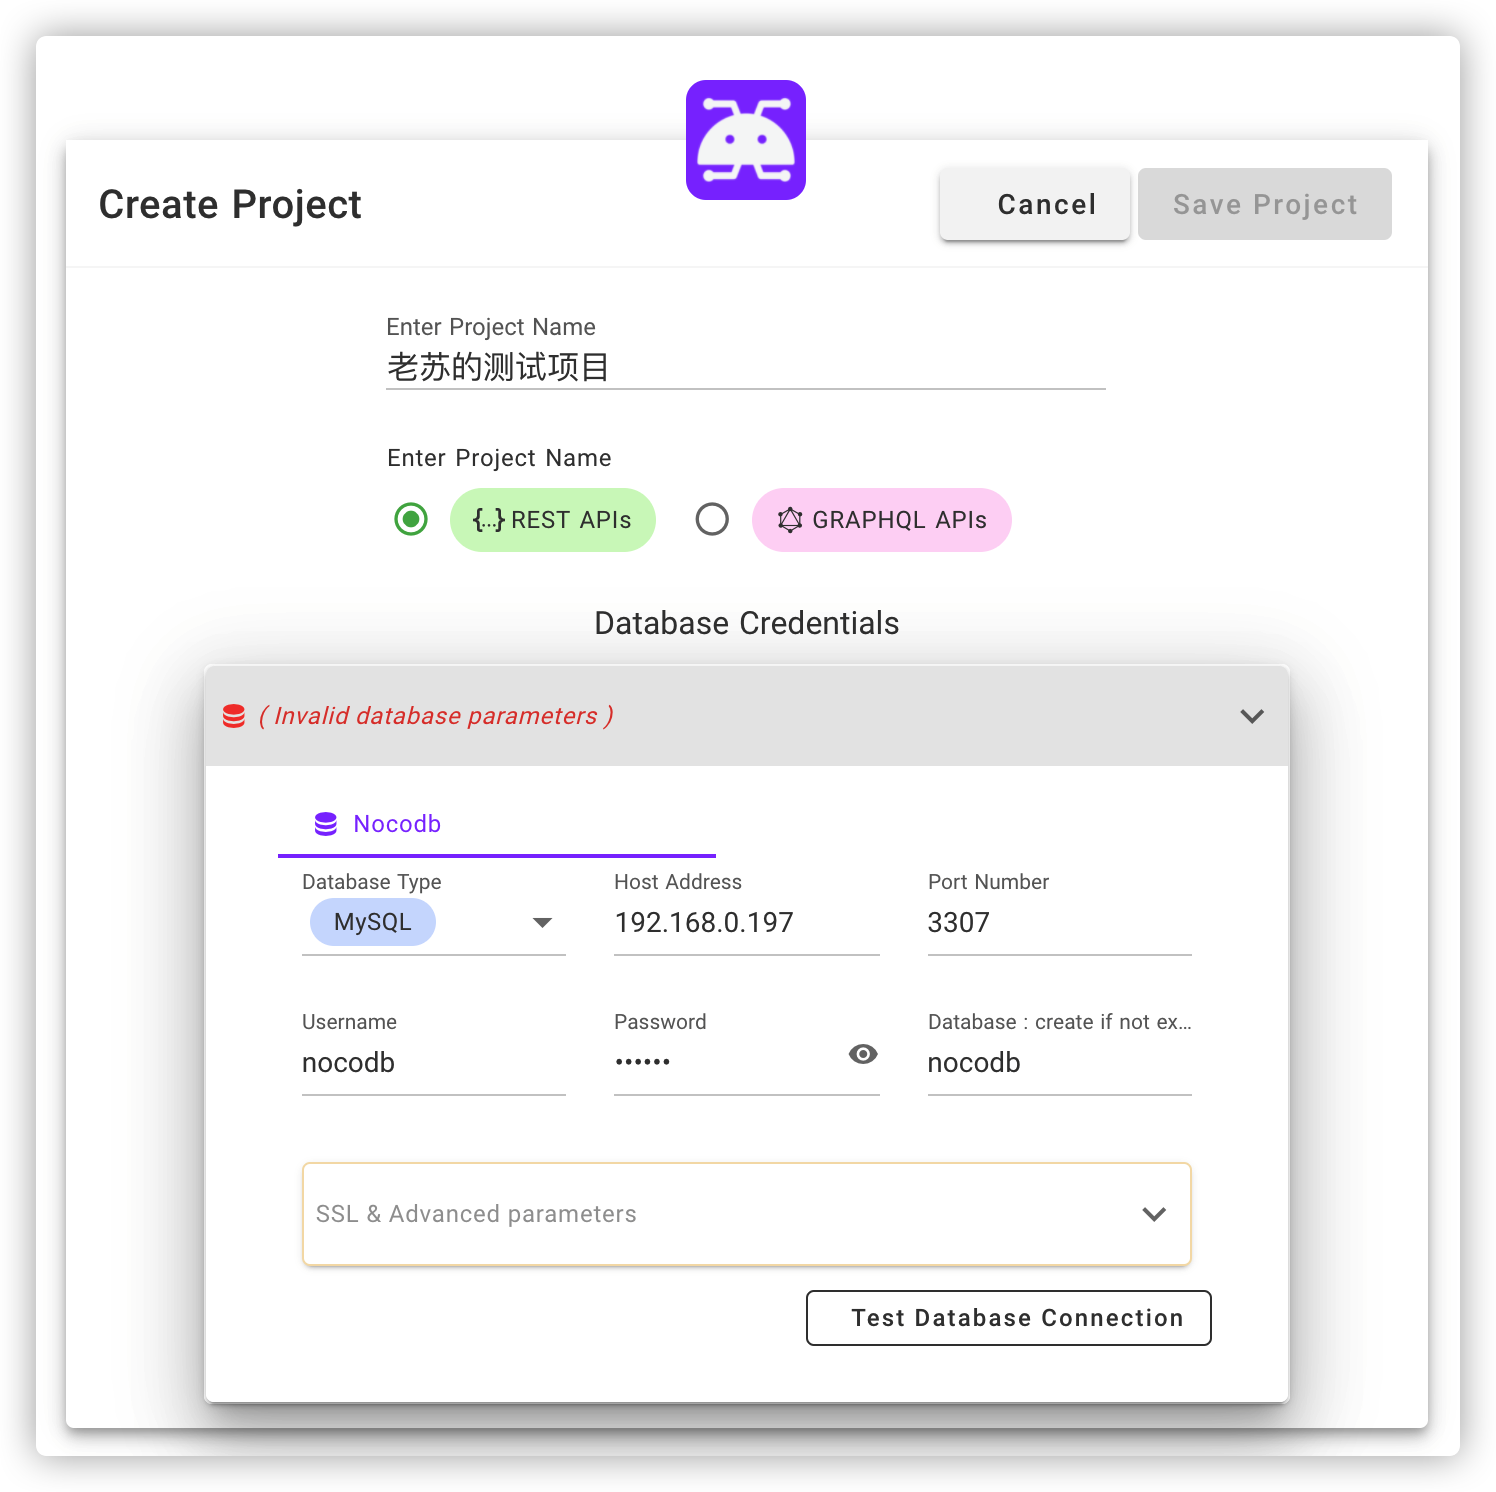 Create Project
Cancel
Save Project
Enter Project Name
老苏的测试项目
Enter Project Name
{...} REST APIs
GRAPHQL APIs
Database Credentials
( Invalid database parameters )
Nocodb
Database Type
Host Address
Port Number
MySQL
192.168.0.197
3307
Username
Password
Database : create if not ex...
nocodb
••••••
nocodb
SSL & Advanced parameters
Test Database Connection